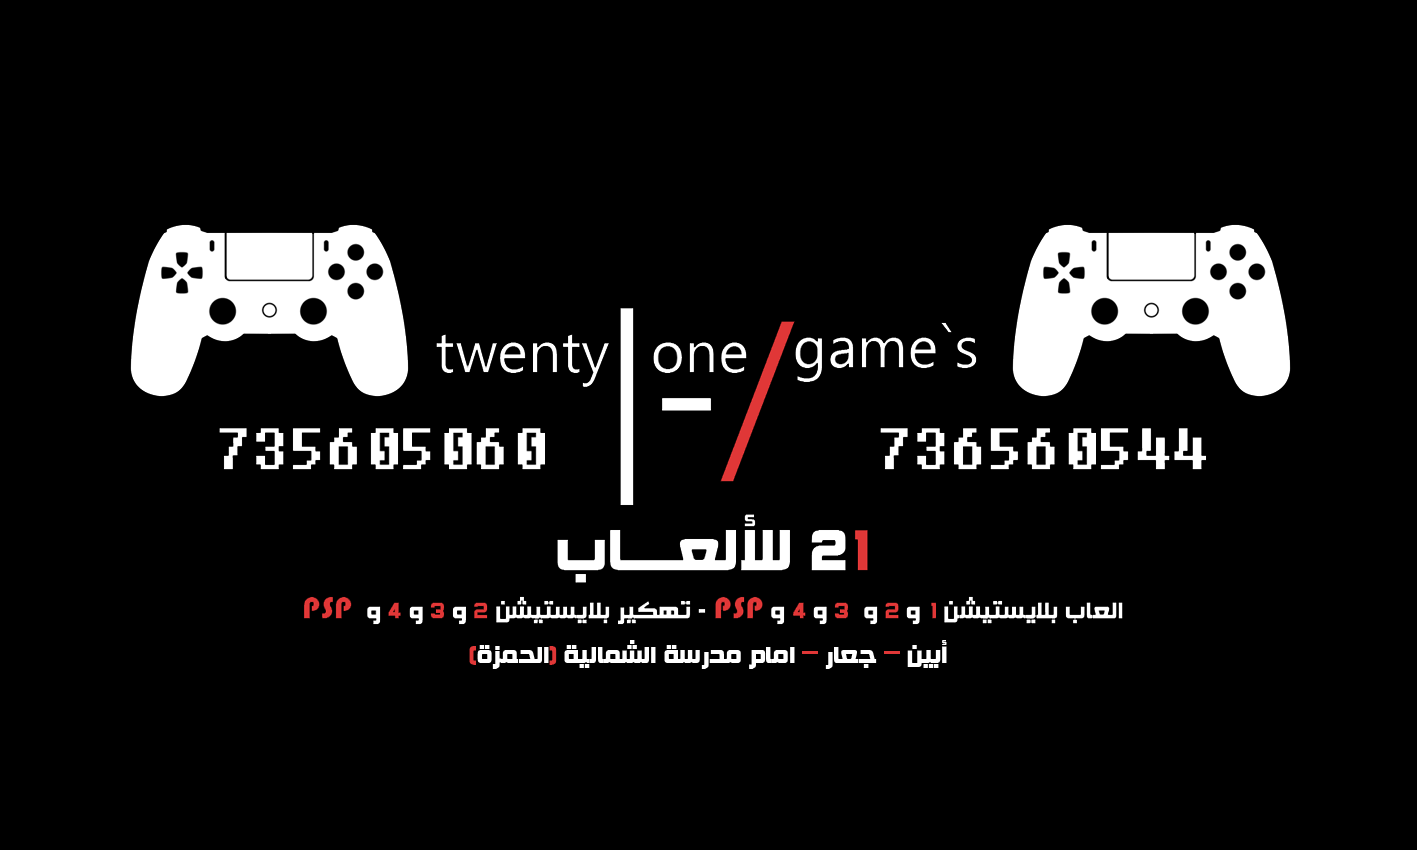 twenty one game`s
735605060 736560544
21 للألعـــاب
العاب بلايستيشن 1 و 2 و 3 و 4 و PSP - تهكير بلايستيشن 2 و 3 و 4 و PSP
أبين – جعار – امام مدرسة الشمالية (الحمزة)